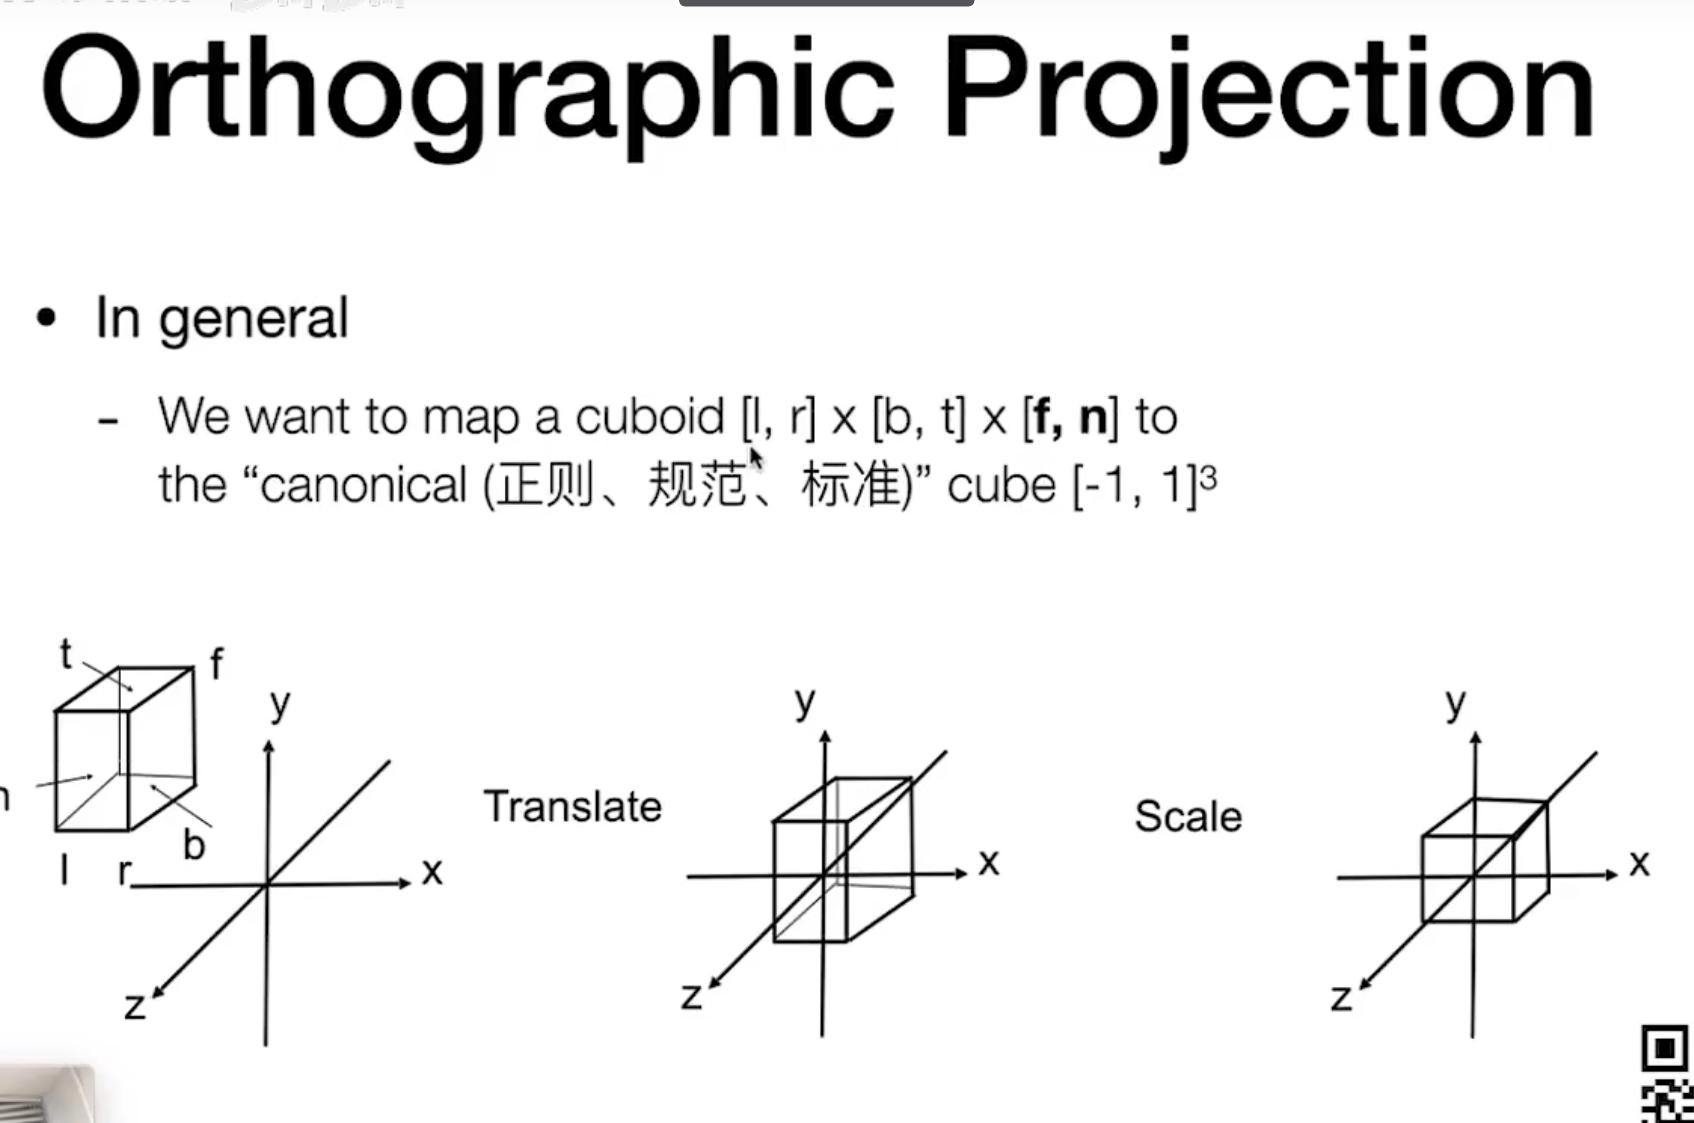 Orthographic Projection
• In general
- We want to map a cuboid [l, r] x [b, t] x [f, n] to
the “canonical (正则、规范、标准)” cube [-1, 1]³
t
f
y
b
l
r
x
z
Translate
y
x
z
Scale
y
x
z